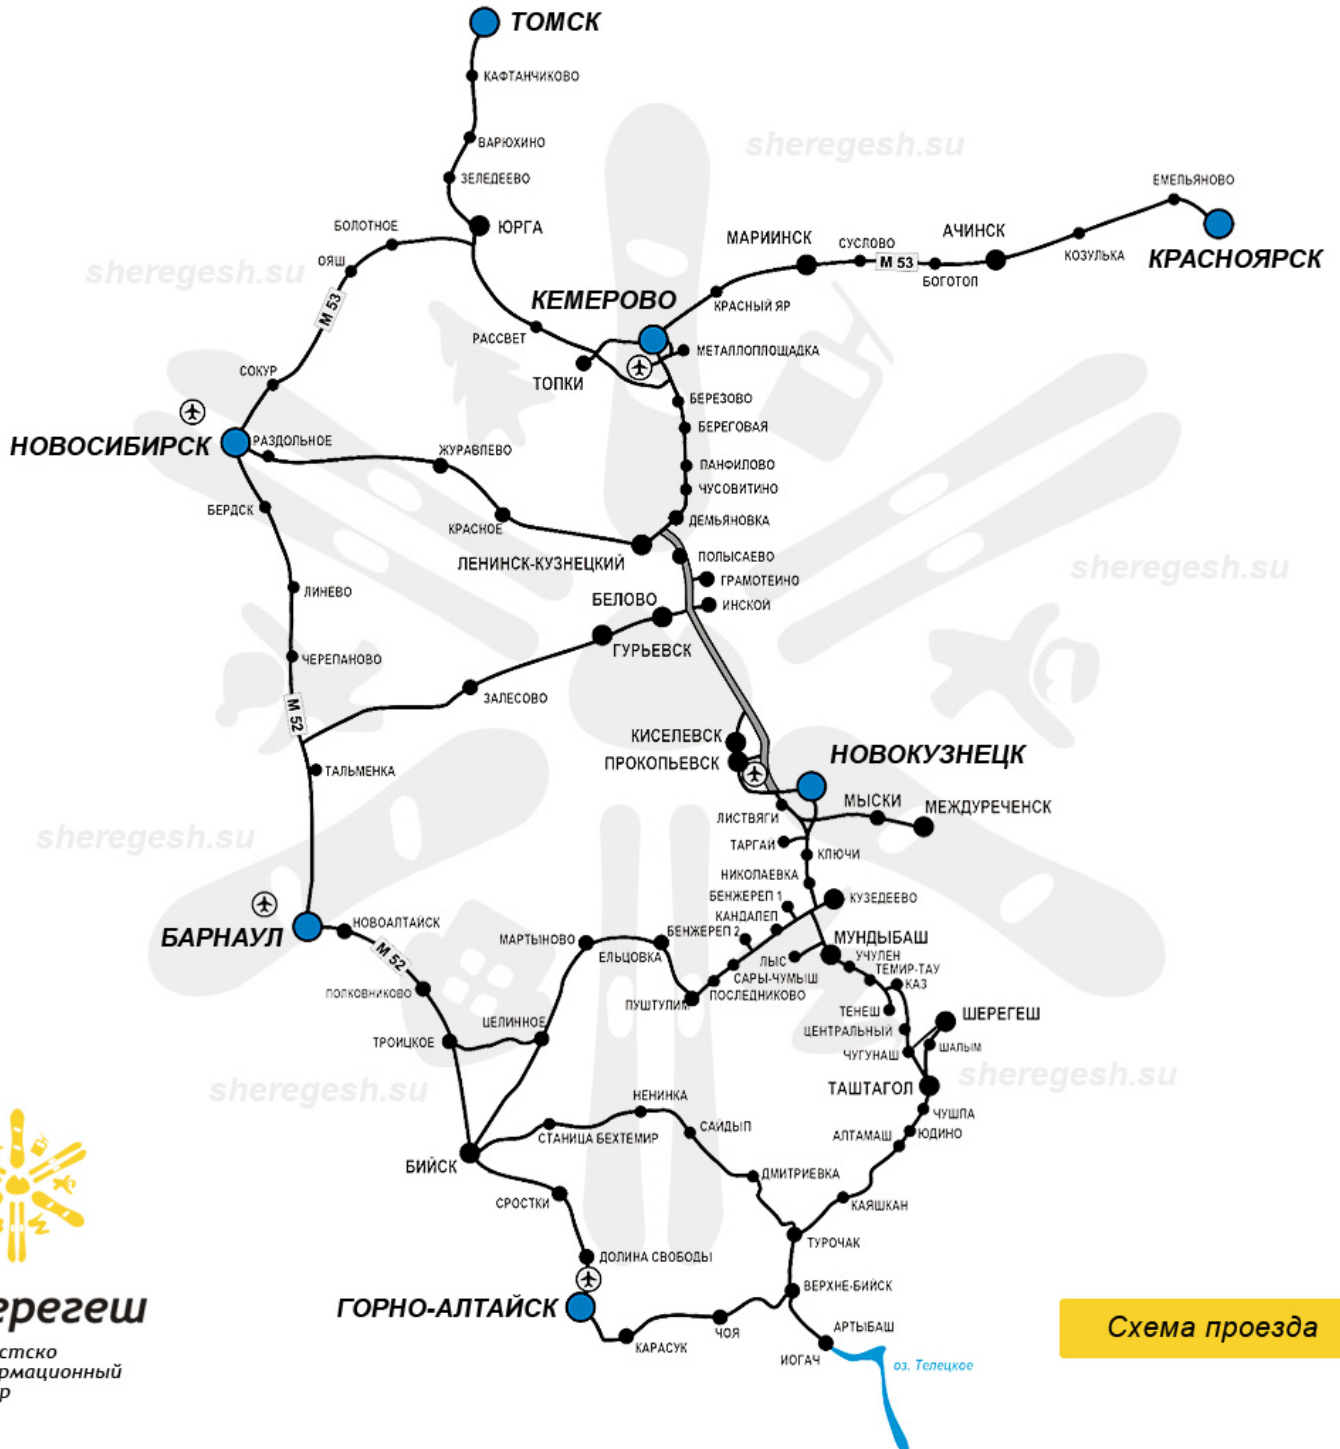 ТОМСК
КАФТАНЧИКОВО
sheregesh.su
ВАРЮХИНО
ЗЕЛЕДЕЕВО
ЕМЕЛЬЯНОВО
БОЛОТНОЕ
ЮРГА
МАРИИНСК
СУСЛОВО
АЧИНСК
КРАСНОЯРСК
ОЯШ
М 53
КОЗУЛЬКА
sheregesh.su
БОГОТОЛ
КЕМЕРОВО
КРАСНЫЙ ЯР
М 53
РАССВЕТ
МЕТАЛЛОПЛОЩАДКА
СОКУР
ТОПКИ
БЕРЕЗОВО
БЕРЕГОВАЯ
НОВОСИБИРСК
РАЗДОЛЬНОЕ
ЖУРАВЛЕВО
ПАНФИЛОВО
ЧУСОВИТИНО
БЕРДСК
КРАСНОЕ
ДЕМЬЯНОВКА
ЛЕНИНСК-КУЗНЕЦКИЙ
ПОЛЫСАЕВО
sheregesh.su
ГРАМОТЕИНО
ЛИНЕВО
БЕЛОВО
ИНСКОЙ
ГУРЬЕВСК
ЧЕРЕПАНОВО
ЗАЛЕСОВО
М 52
КИСЕЛЕВСК
НОВОКУЗНЕЦК
ПРОКОПЬЕВСК
ТАЛЬМЕНКА
МЫСКИ
МЕЖДУРЕЧЕНСК
ЛИСТВЯГИ
sheregesh.su
ТАРГАЙ
КЛЮЧИ
НИКОЛАЕВКА
БЕНЖЕРЕП 1
КУЗЕДЕЕВО
КАНДАЛЕП
НОВОАЛТАЙСК
БЕНЖЕРЕП 2
БАРНАУЛ
МАРТЫНОВО
МУНДЫБАШ
М 52
ЕЛЬЦОВКА
ЛЫС
УЧУЛЕН
ТЕМИР-ТАУ
САРЫ-ЧУМЫШ
КАЗ
ПОЛКОВНИКОВО
ПОСЛЕДНИКОВО
ПУШТУЛИМ
ТЕНЕШ
ШЕРЕГЕШ
ЦЕЛИННОЕ
ЦЕНТРАЛЬНЫЙ
ТРОИЦКОЕ
ЧУГУНАШ
ШАЛЫМ
sheregesh.su
sheregesh.su
ТАШТАГОЛ
НЕНИНКА
ЧУШПА
САЙДЫП
АЛТАМАШ
ЮДИНО
СТАНИЦА БЕХТЕМИР
БИЙСК
ДМИТРИЕВКА
СРОСТКИ
КАЯШКАН
ТУРОЧАК
ДОЛИНА СВОБОДЫ
ВЕРХНЕ-БИЙСК
ерегеш
ГОРНО-АЛТАЙСК
АРТЫБАШ
Схема проезда
ЧОЯ
КАРАСУК
ИОГАЧ
оз. Телецкое
стско
рмационный
р